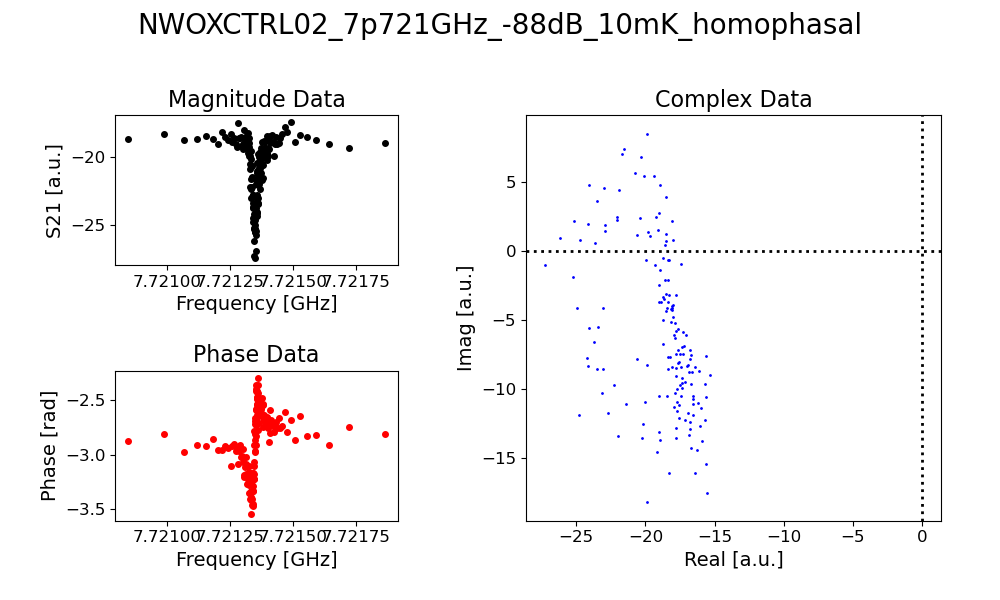 NWOXCTRL02_7p721GHz_-88dB_10mK_homophasal
Magnitude Data
S21 [a.u.]
−20
−25
7.72100 7.72125 7.72150 7.72175
Frequency [GHz]
Phase Data
Phase [rad]
−2.5
−3.0
−3.5
7.72100 7.72125 7.72150 7.72175
Frequency [GHz]
Complex Data
Imag [a.u.]
5
0
−5
−10
−15
−25 −20 −15 −10 −5 0
Real [a.u.]